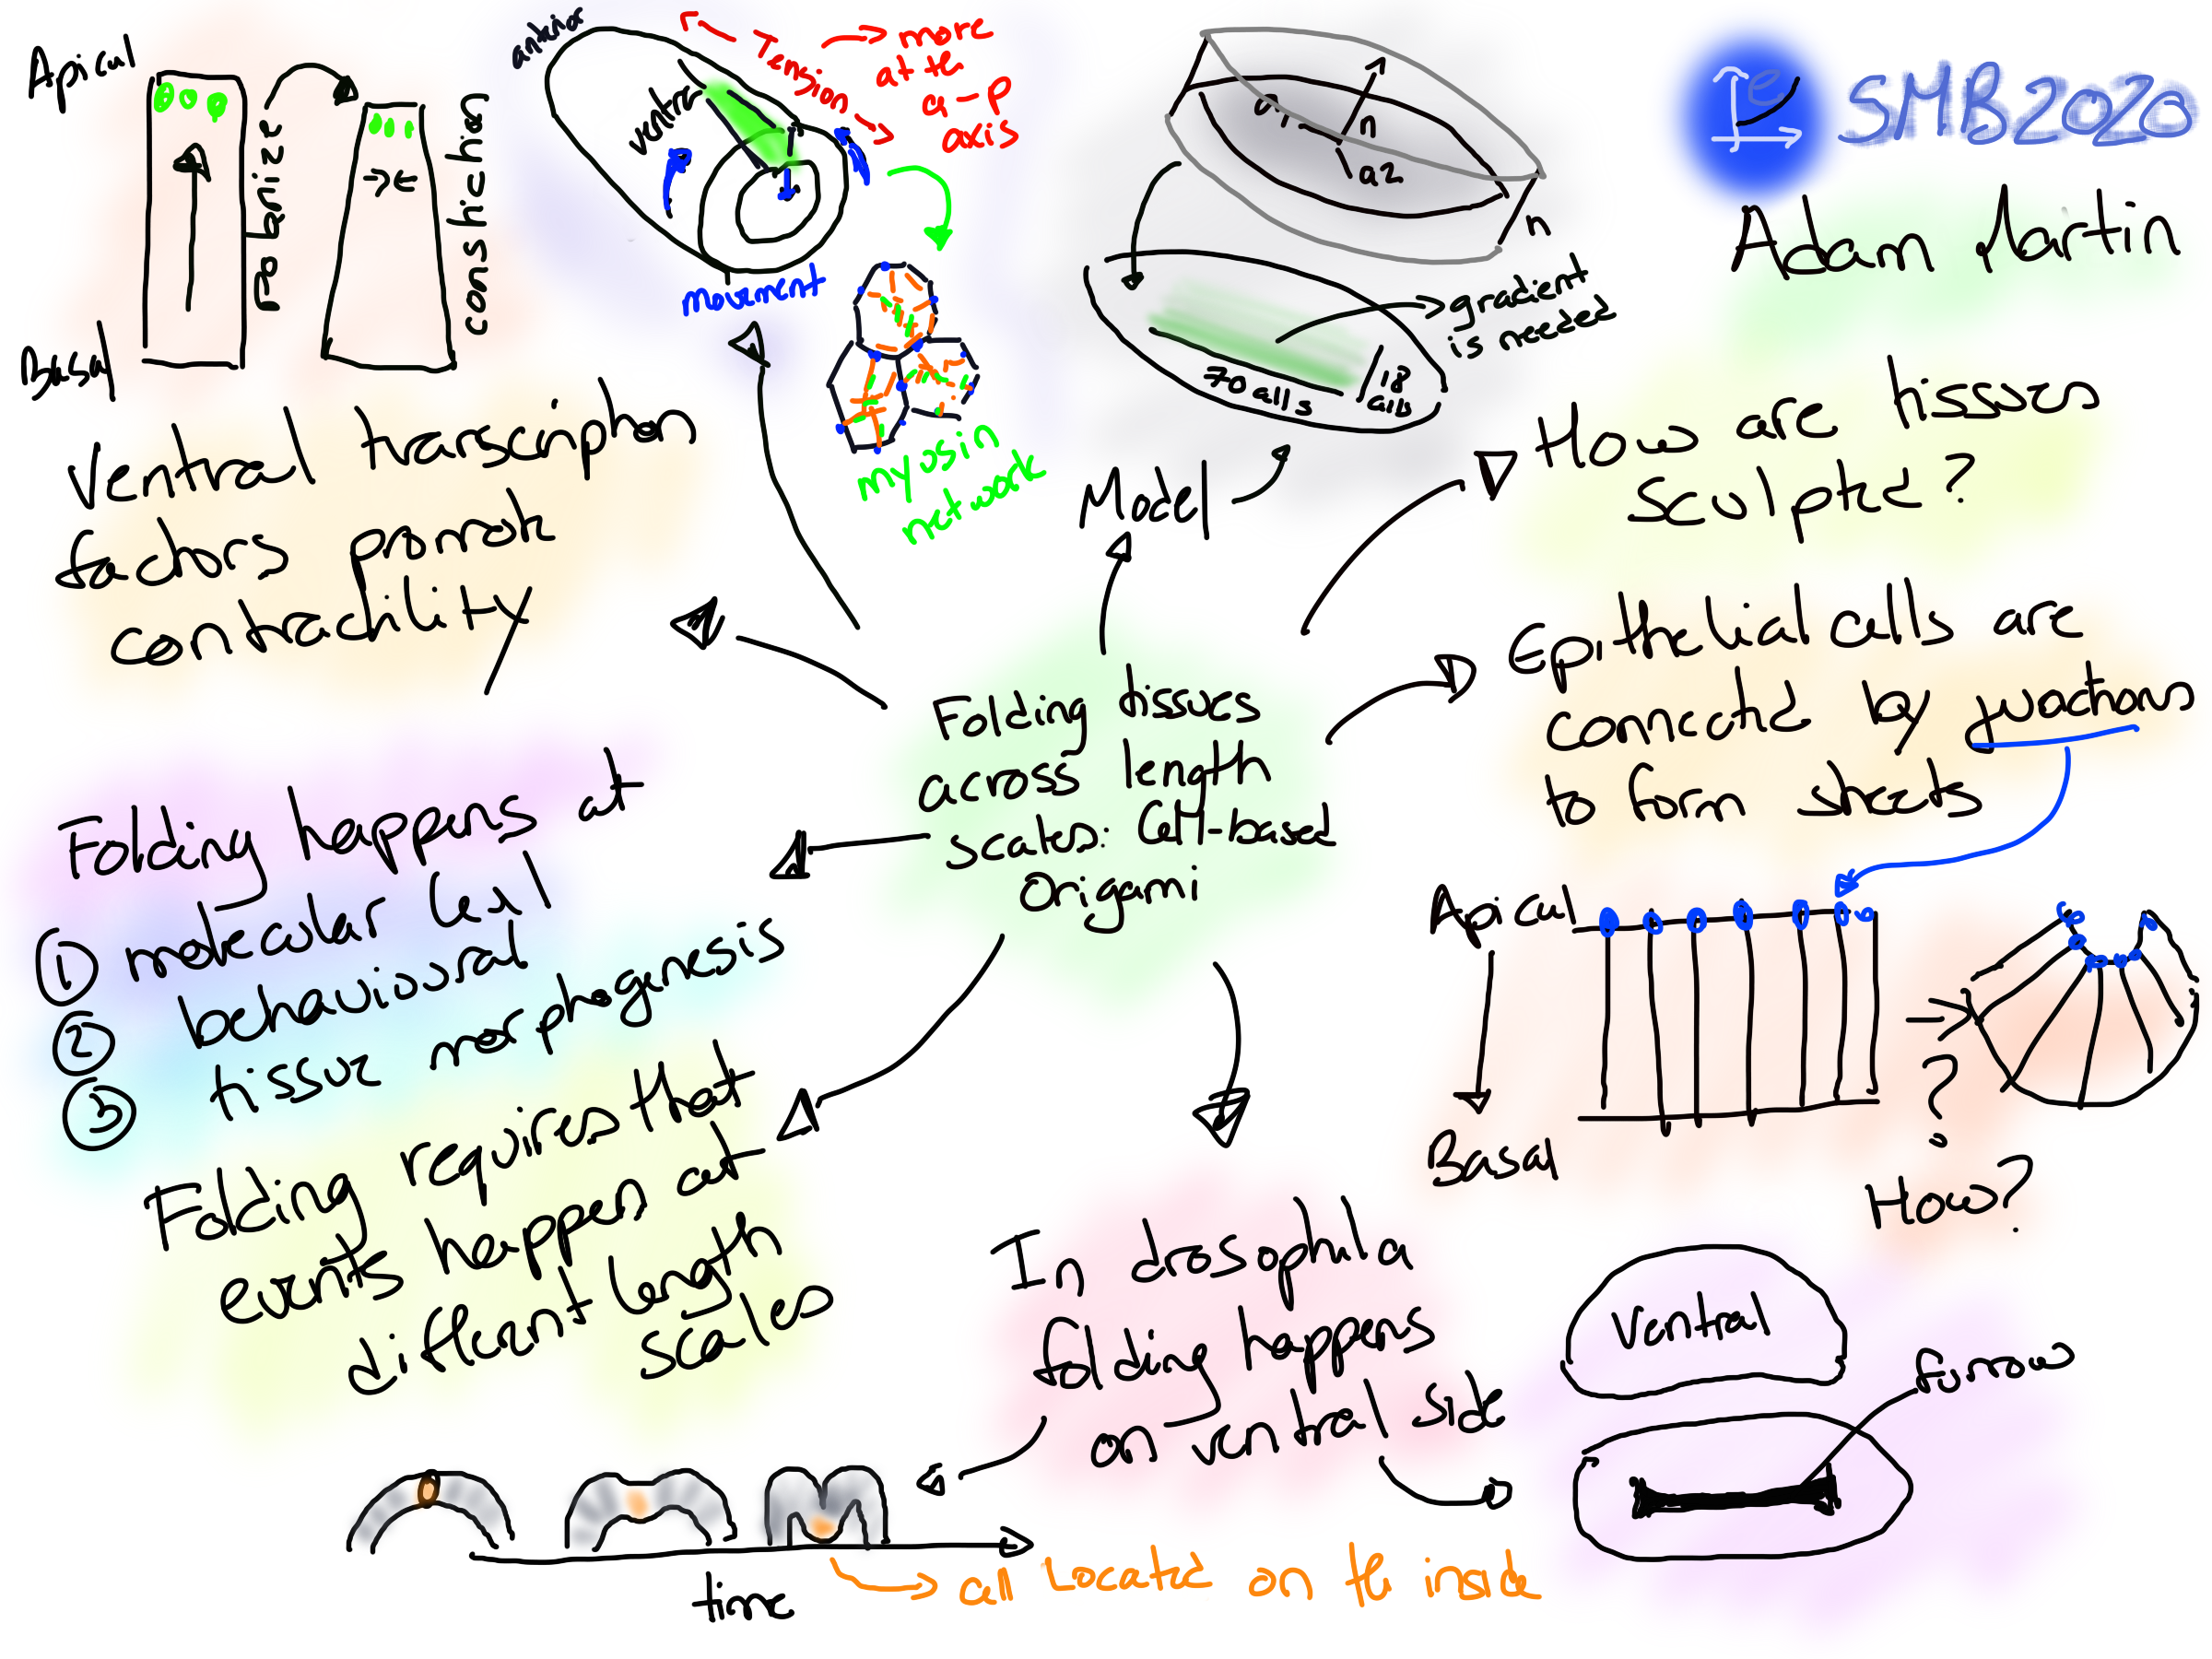 SMB2020
Adam Martin
Folding tissues
across length
scales: Cell-based
Origami
How are tissues
sculpted?
Epithelial cells are
connected by junctions
to form sheets
Apical
Basal
?
How?
Ventral
furrow
In drosophila
folding happens
on ventral side
time
cell Located on the inside
Folding requires that
events happen at
different length
scales
Folding happens at
1 molecular level
2 behavioural
3 tissue morphogenesis
Ventral transcription
factors promote
contractility
Apical
Basal
polarize
constriction
anterior
ventral
Tension
more
at the
a-p
axis
movement
myosin
network
Model
a1
n
a2
h
gradient
is needed
70 cells
18
cells
e